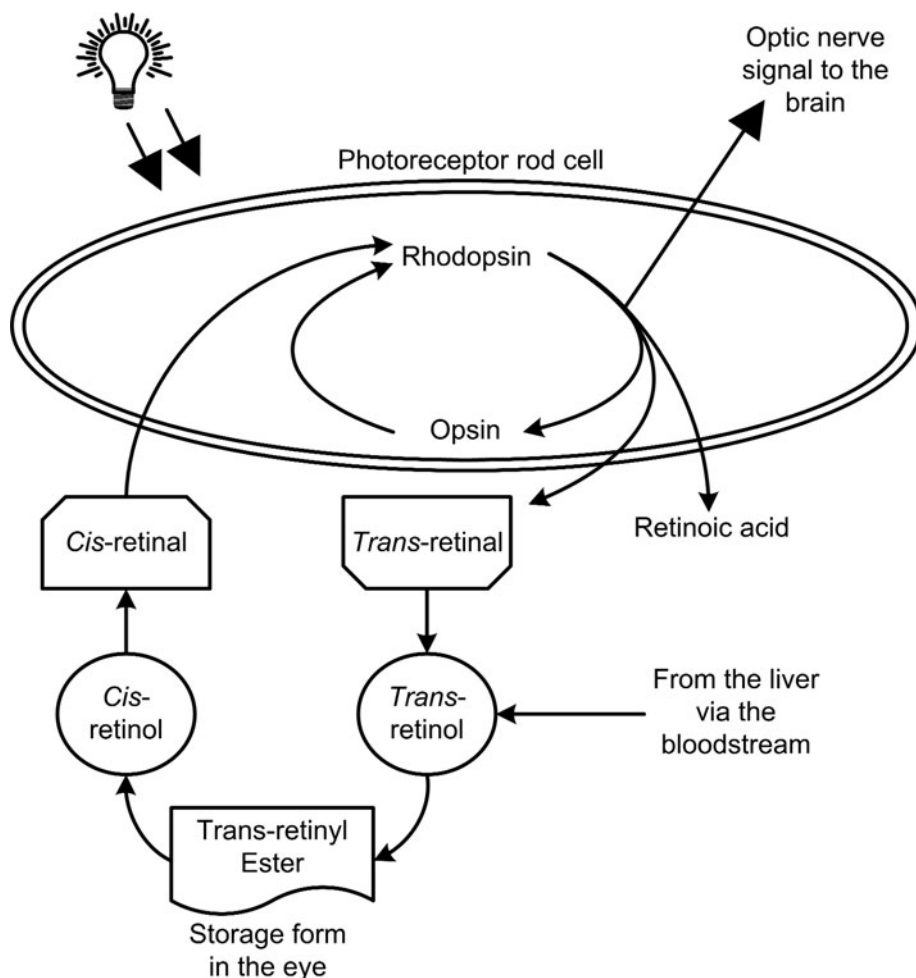 Optic nerve
signal to the
brain
Photoreceptor rod cell
Rhodopsin
Opsin
Cis-retinal
Trans-retinal
Retinoic acid
Cis-
retinol
Trans-
retinol
From the liver
via the
bloodstream
Trans-retinyl
Ester
Storage form
in the eye